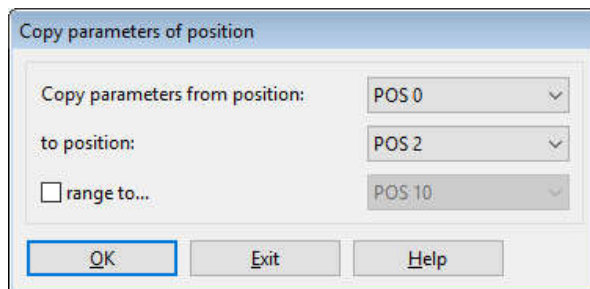 Copy parameters of position
Copy parameters from position: POS 0
to position: POS 2
range to... POS 10
OK Exit Help